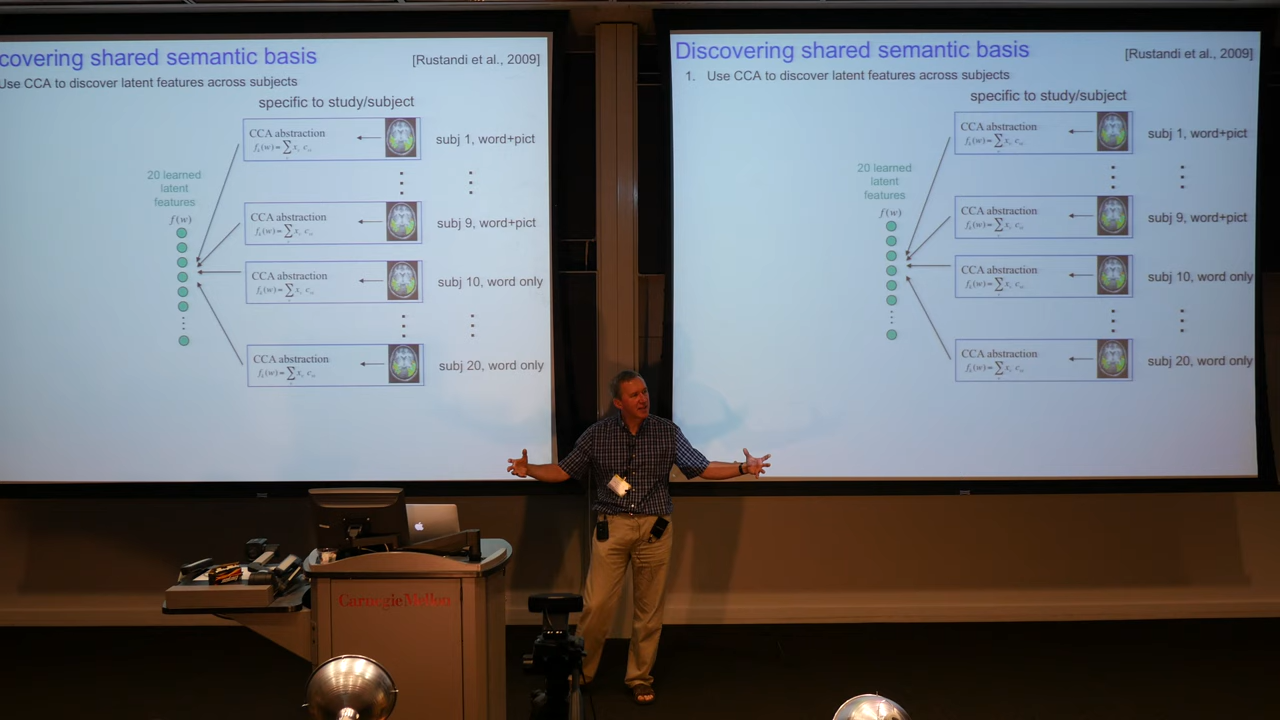 covering shared semantic basis
[Rustandi et al., 2009]
Use CCA to discover latent features across subjects
specific to study/subject
CCA abstraction
subj 1, word+pict
20 learned
latent
features
f(w)
CCA abstraction
subj 9, word+pict
CCA abstraction
subj 10, word only
CCA abstraction
subj 20, word only
Discovering shared semantic basis
[Rustandi et al., 2009]
1. Use CCA to discover latent features across subjects
specific to study/subject
CCA abstraction
subj 1, word+pict
20 learned
latent
features
f(w)
CCA abstraction
subj 9, word+pict
CCA abstraction
subj 10, word only
CCA abstraction
subj 20, word only
Carnegie Mellon